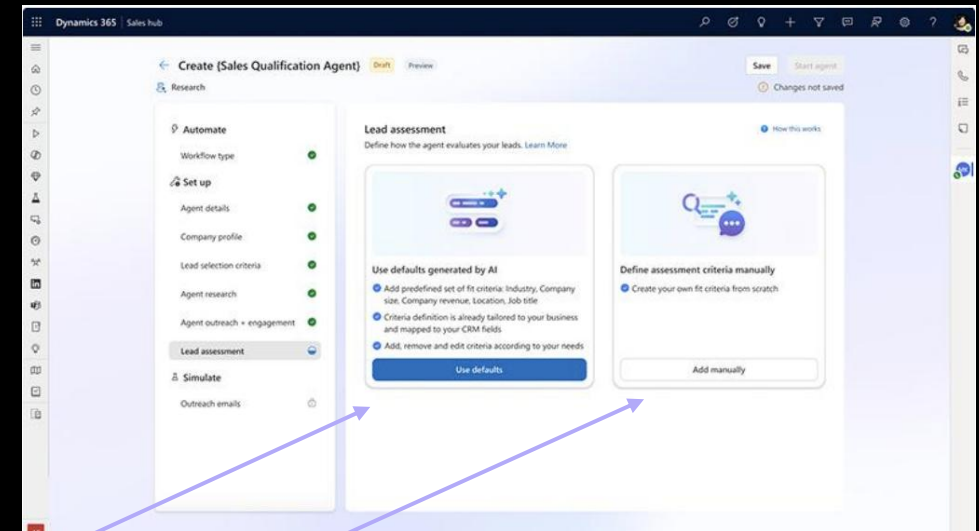 Dynamics 365 Sales hub
Create {Sales Qualification Agent} Draft Preview
Save Start agent
Research
Changes not saved
Automate
Workflow type
Set up
Agent details
Company profile
Lead selection criteria
Agent research
Agent outreach + engagement
Lead assessment
Simulate
Outreach emails
Lead assessment
How this works
Define how the agent evaluates your leads. Learn More
Use defaults generated by AI
Add predefined set of fit criteria: Industry, Company
size, Company revenue, Location, Job title
Criteria definition is already tailored to your business
and mapped to your CRM fields
Add, remove and edit criteria according to your needs
Use defaults
Define assessment criteria manually
Create your own fit criteria from scratch
Add manually